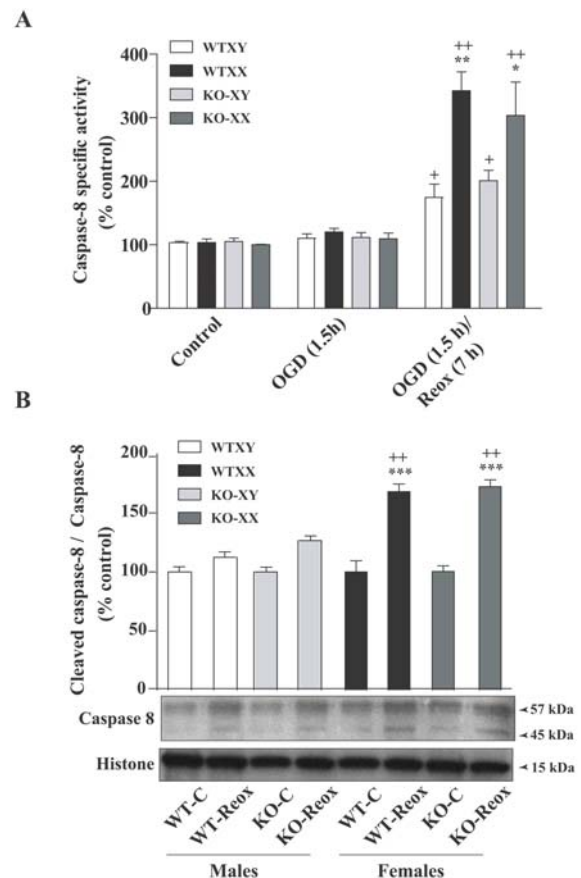 A
Caspase-8 specific activity
(% control)
400
300
200
100
0
WTXY
WTXX
KO-XY
KO-XX
+
++
**
+
++
*
Control
OGD (1.5h)
OGD (1.5 h)/
Reox (7 h)
B
Cleaved caspase-8 / Caspase-8
(% control)
200
150
100
50
0
WTXY
WTXX
KO-XY
KO-XX
++
***
++
***
Caspase 8
57 kDa
45 kDa
Histone
15 kDa
WT-C
WT-Reox
KO-C
KO-Reox
WT-C
WT-Reox
KO-C
KO-Reox
Males
Females